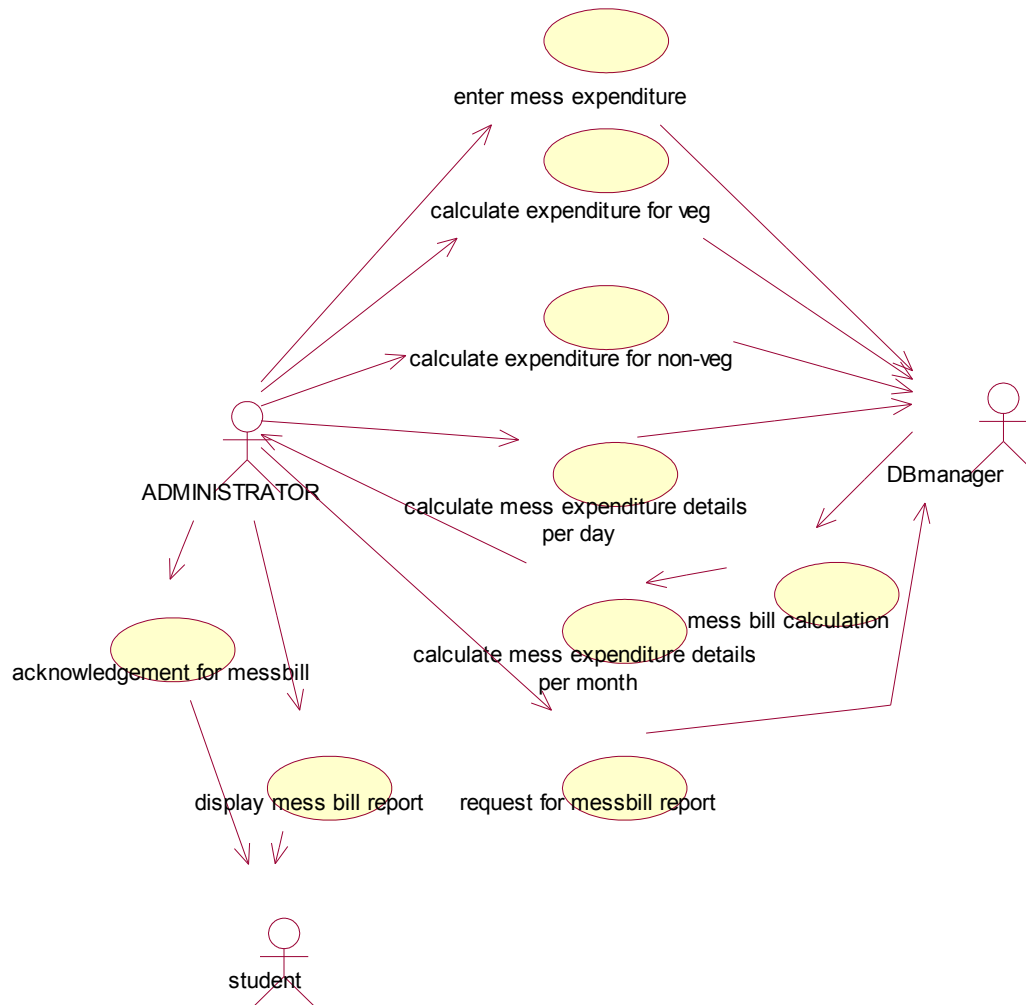 enter mess expenditure
calculate expenditure for veg
calculate expenditure for non-veg
DBmanager
ADMINISTRATOR
calculate mess expenditure details
per day
mess bill calculation
calculate mess expenditure details
per month
acknowledgement for messbill
display mess bill report
request for messbill report
student